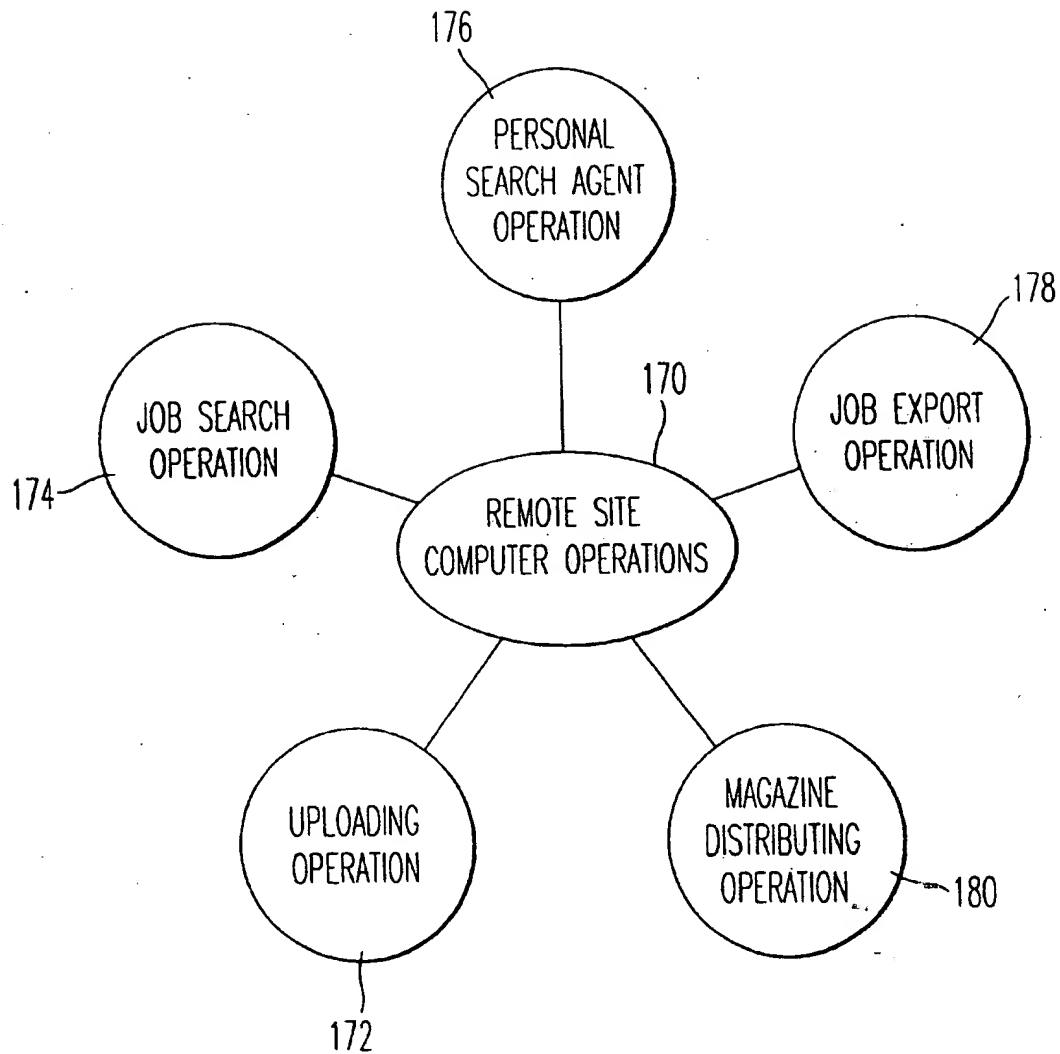 176
PERSONAL
SEARCH AGENT
OPERATION
178
170
JOB SEARCH
OPERATION
JOB EXPORT
OPERATION
174
REMOTE SITE
COMPUTER OPERATIONS
UPLOADING
OPERATION
MAGAZINE
DISTRIBUTING
OPERATION
180
172